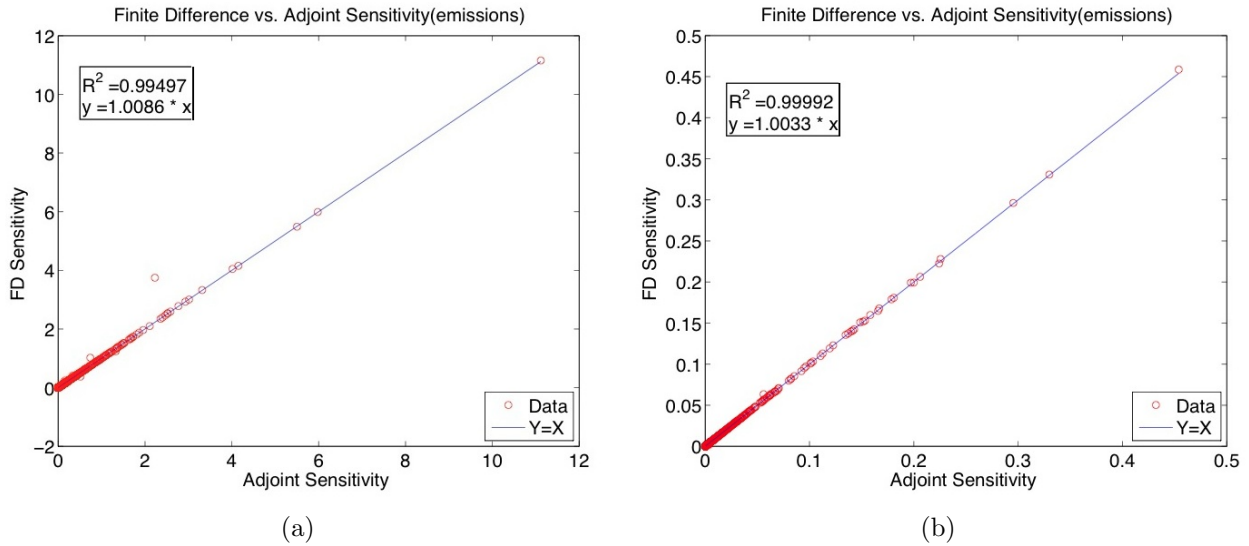 Finite Difference vs. Adjoint Sensitivity(emissions)
12
10
8
6
4
2
0
−2
FD Sensitivity
R2 =0.99497
y =1.0086 * x
Data
Y=X
0 2 4 6 8 10 12
Adjoint Sensitivity
(a)
Finite Difference vs. Adjoint Sensitivity(emissions)
0.5
0.45
0.4
0.35
0.3
0.25
0.2
0.15
0.1
0.05
0
FD Sensitivity
R2 =0.99992
y =1.0033 * x
Data
Y=X
0 0.1 0.2 0.3 0.4 0.5
Adjoint Sensitivity
(b)